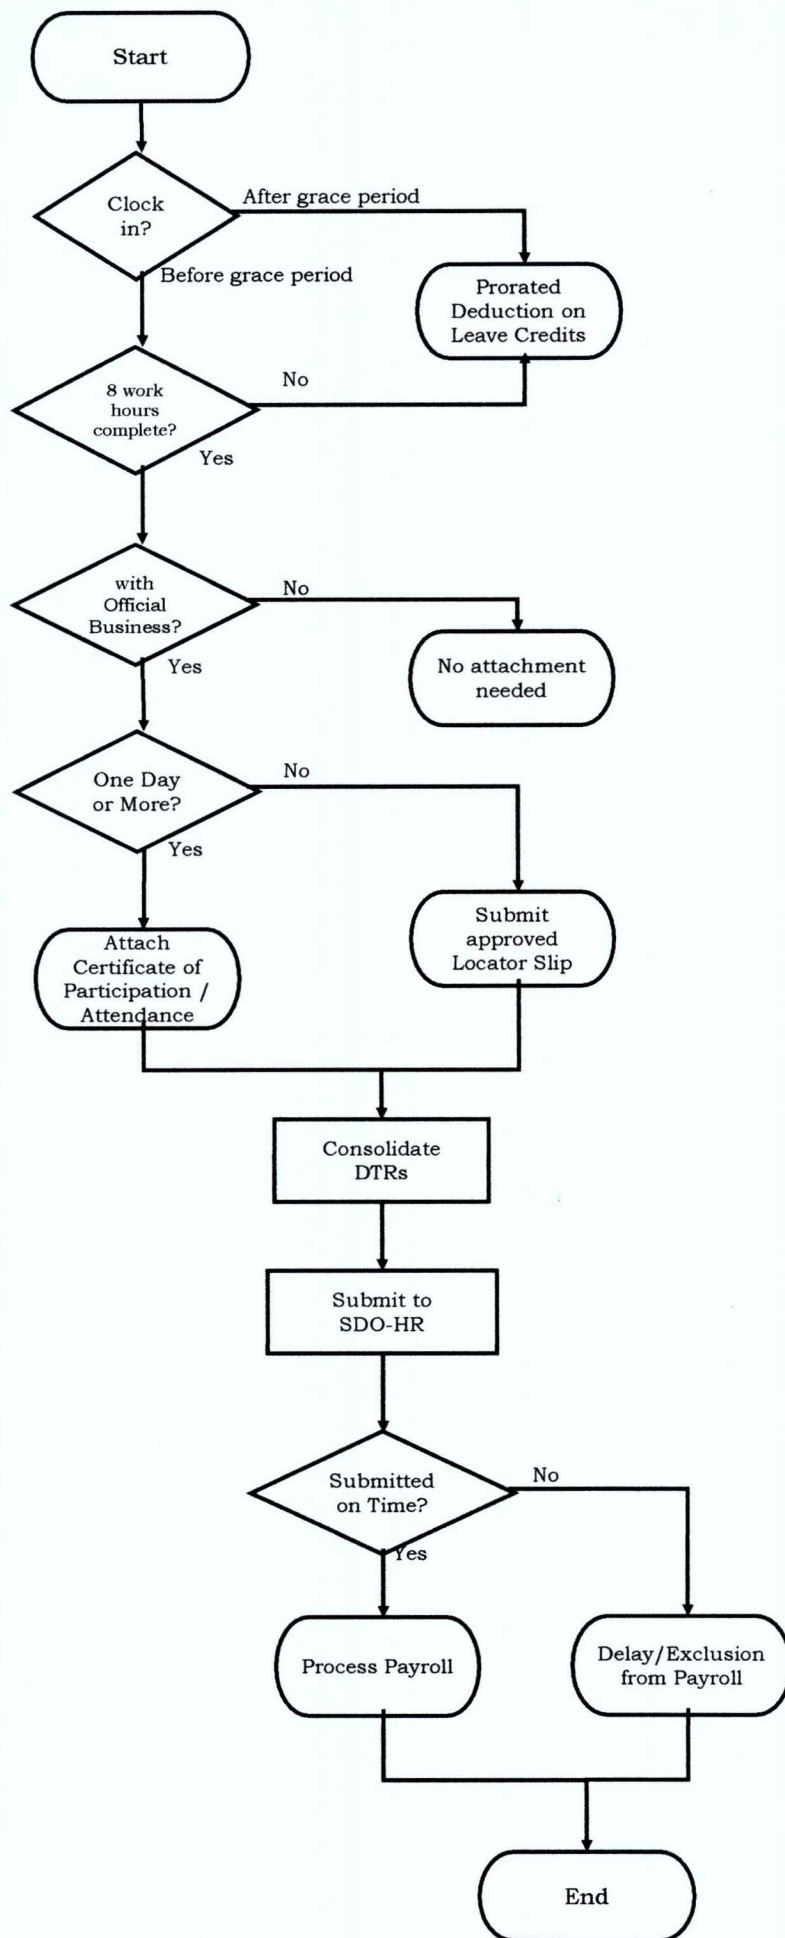 Start
Clock
in?
After grace period
Before grace period
Prorated
Deduction on
Leave Credits
8 work
hours
complete?
No
Yes
with
Official
Business?
No
Yes
No attachment
needed
One Day
or More?
No
Yes
Attach
Certificate of
Participation /
Attendance
Submit
approved
Locator Slip
Consolidate
DTRs
Submit to
SDO-HR
Submitted
on Time?
No
Yes
Process Payroll
Delay/Exclusion
from Payroll
End